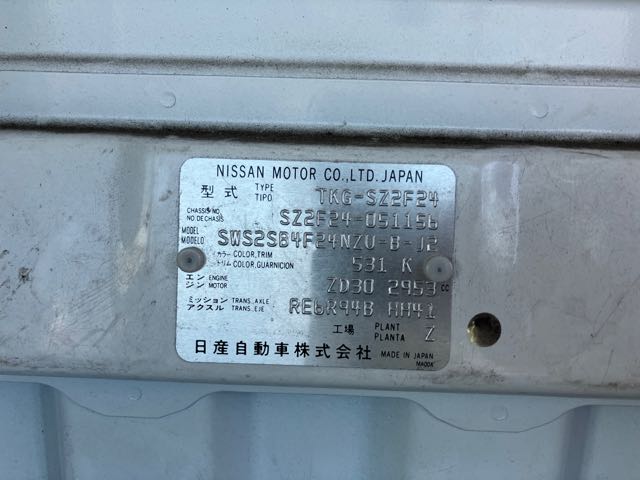 NISSAN MOTOR CO.,LTD. JAPAN
型式 TYPE TIPO TKG-SZ2F24
CHASSIS NO. NO DE CHASIS SZ2F24-051156
MODEL MODELO SWS2SB4F24NZU-B-J2
カラー COLOR,TRIM トリム COLOR,GUARNICION 531 K
エンジン ENGINE MOTOR ZD30 2953 CC
ミッション TRANS.,AXLE アクスル TRANS.,EJE RE6R94B HH41
工場 PLANT PLANTA Z
日産自動車株式会社 MADE IN JAPAN
MA00K